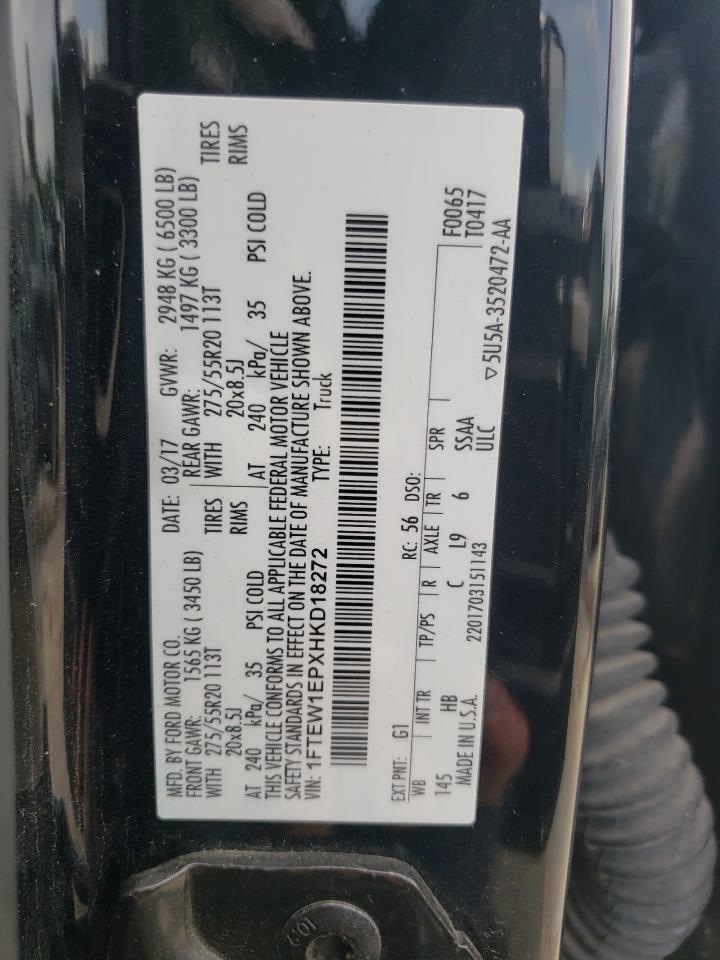 MFD. BY FORD MOTOR CO. DATE: 03/17 GVWR: 2948 KG ( 6500 LB)
FRONT GAWR: 1565 KG ( 3450 LB) REAR GAWR: 1497 KG ( 3300 LB)
WITH 275/55R20 113T TIRES WITH 275/55R20 113T TIRES
20x8.5J RIMS 20x8.5J RIMS
AT 240 kPa/ 35 PSI COLD AT 240 kPa/ 35 PSI COLD
THIS VEHICLE CONFORMS TO ALL APPLICABLE FEDERAL MOTOR VEHICLE
SAFETY STANDARDS IN EFFECT ON THE DATE OF MANUFACTURE SHOWN ABOVE.
VIN: 1FTEW1EPXHKD18272 TYPE: Truck
EXT PNT: G1 RC: 56 DSO: F0065
WB INT TR TP/PS R AXLE TR SPR T0417
145 HB C L9 6 SSAA
MADE IN U.S.A. 2201703151143 ULC ▽5U5A-3520472-AA
10.9